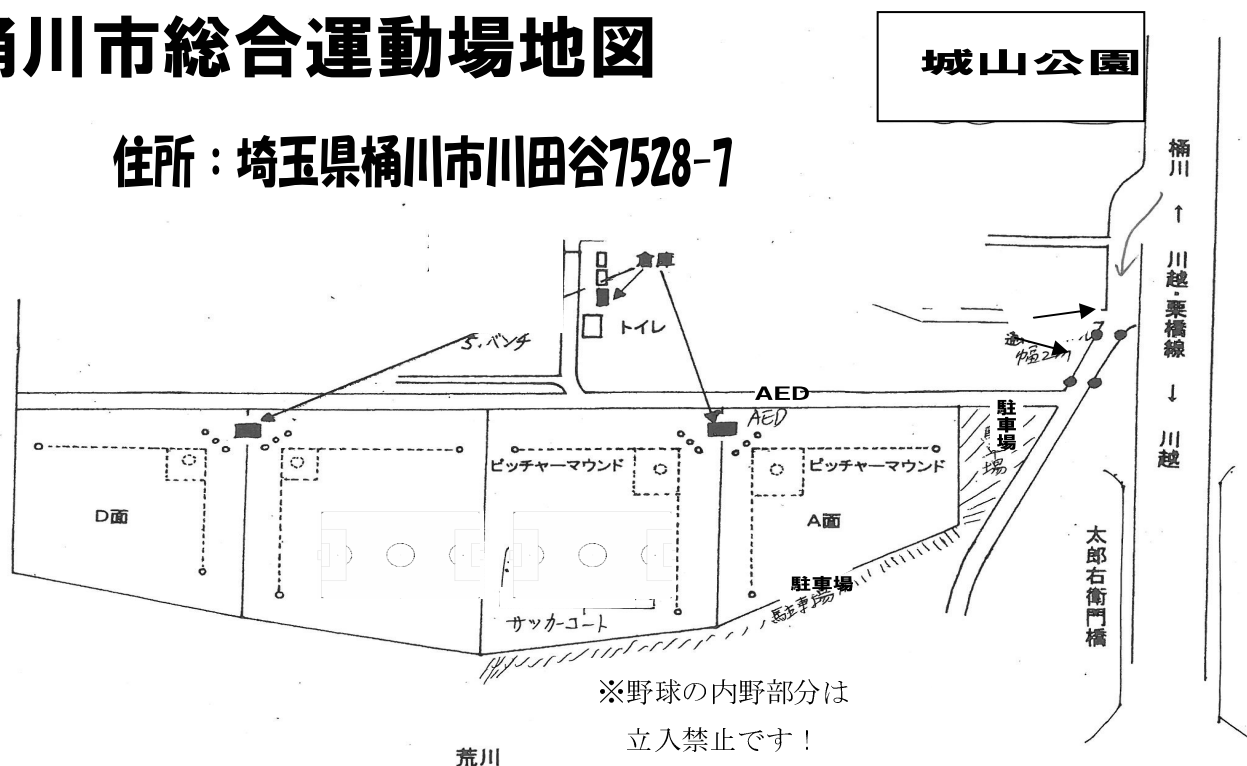 桶川市総合運動場地図
城山公園
住所：埼玉県桶川市川田谷7528-7
桶川 ↑ 川越・栗橋線 ↓ 川越
倉庫
トイレ
5.ベンチ
AED
AED
駐車場
駐車場
ピッチャーマウンド
ピッチャーマウンド
D面
A面
太郎右衛門橋
駐車場
駐車場
サッカーコート
※野球の内野部分は
立入禁止です！
荒川